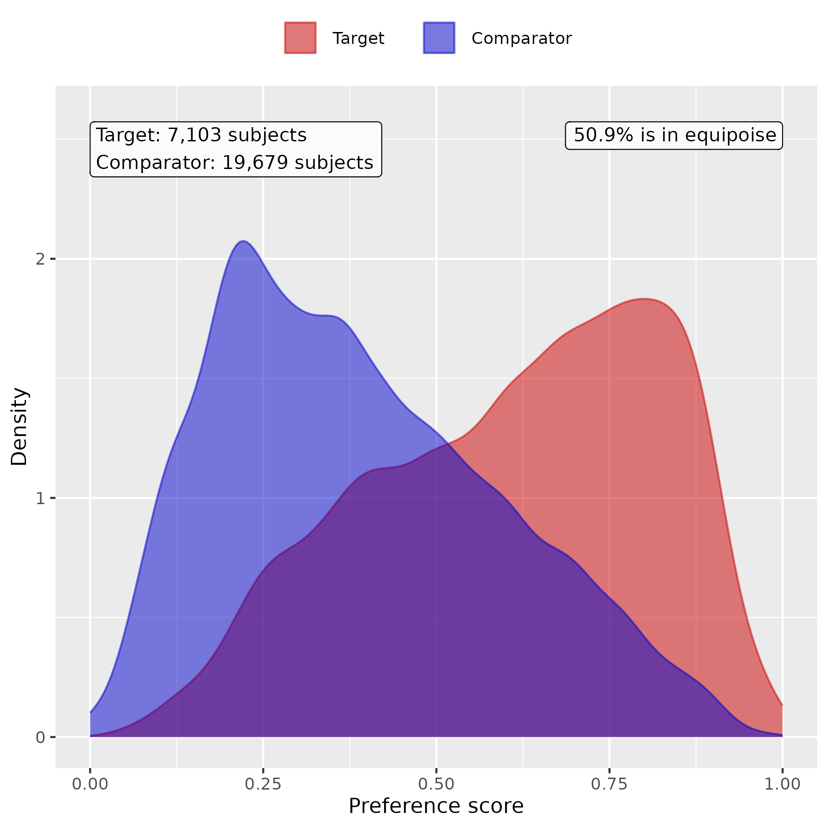 Target
Comparator
Target: 7,103 subjects
Comparator: 19,679 subjects
50.9% is in equipoise
Density
2
1
0
0.00
0.25
0.50
0.75
1.00
Preference score